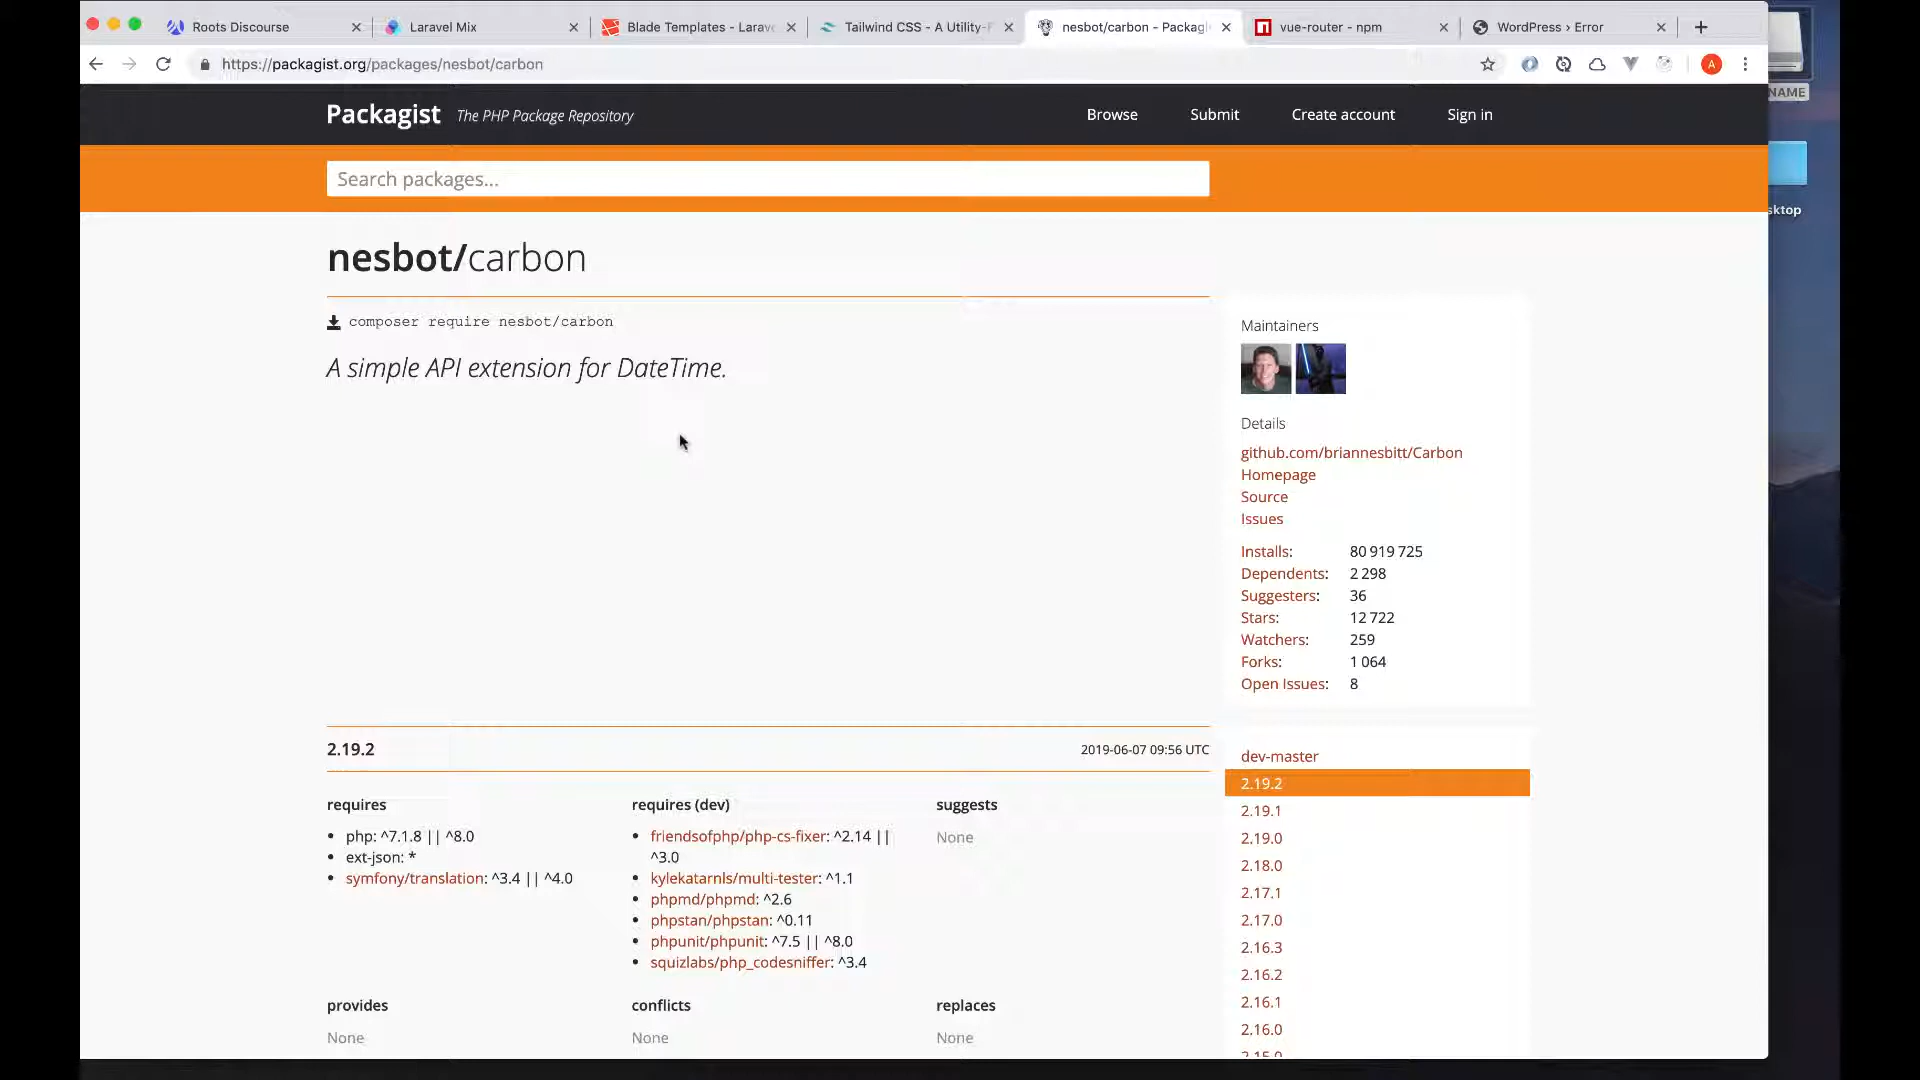 Roots Discourse
Laravel Mix
Blade Templates - Larave
Tailwind CSS - A Utility-F
nesbot/carbon - Packagi
vue-router - npm
WordPress › Error
https://packagist.org/packages/nesbot/carbon
A
NAME
Packagist
The PHP Package Repository
Browse
Submit
Create account
Sign in
Search packages...
sktop
nesbot/carbon
composer require nesbot/carbon
A simple API extension for DateTime.
Maintainers
Details
github.com/briannesbitt/Carbon
Homepage
Source
Issues
Installs: 80 919 725
Dependents: 2 298
Suggesters: 36
Stars: 12 722
Watchers: 259
Forks: 1 064
Open Issues: 8
2.19.2
2019-06-07 09:56 UTC
requires
php: ^7.1.8 || ^8.0
ext-json: *
symfony/translation: ^3.4 || ^4.0
requires (dev)
friendsofphp/php-cs-fixer: ^2.14 ||
^3.0
kylekatarnls/multi-tester: ^1.1
phpmd/phpmd: ^2.6
phpstan/phpstan: ^0.11
phpunit/phpunit: ^7.5 || ^8.0
squizlabs/php_codesniffer: ^3.4
suggests
None
provides
None
conflicts
None
replaces
None
dev-master
2.19.2
2.19.1
2.19.0
2.18.0
2.17.1
2.17.0
2.16.3
2.16.2
2.16.1
2.16.0
2.15.0